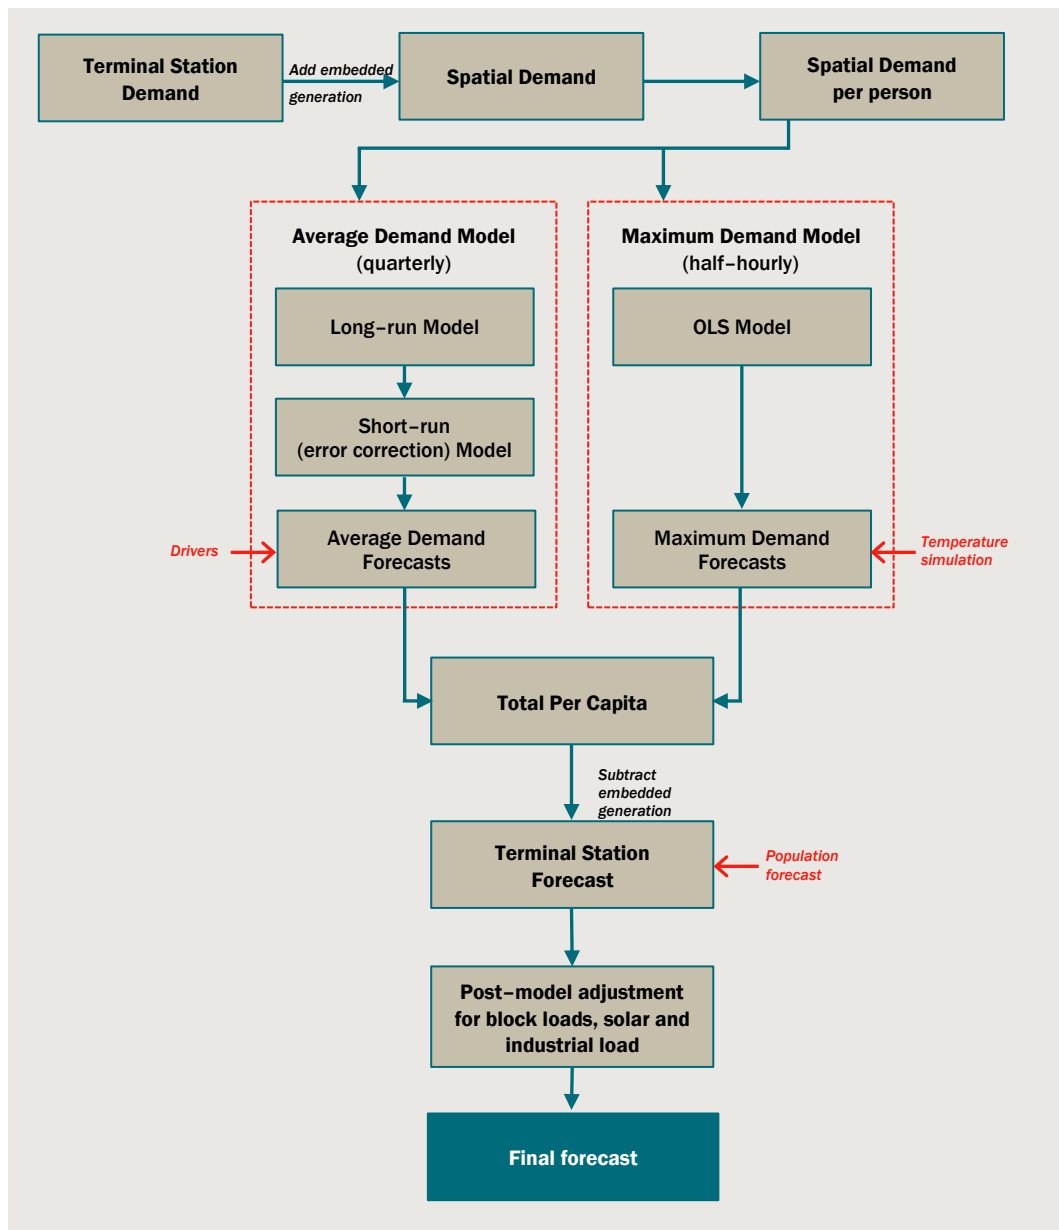 Terminal Station
Demand
Add embedded
generation
Spatial Demand
Spatial Demand
per person
Average Demand Model
(quarterly)
Maximum Demand Model
(half–hourly)
Long–run Model
OLS Model
Short–run
(error correction) Model
Drivers
Average Demand
Forecasts
Maximum Demand
Forecasts
Temperature
simulation
Total Per Capita
Subtract
embedded
generation
Terminal Station
Forecast
Population
forecast
Post–model adjustment
for block loads, solar and
industrial load
Final forecast